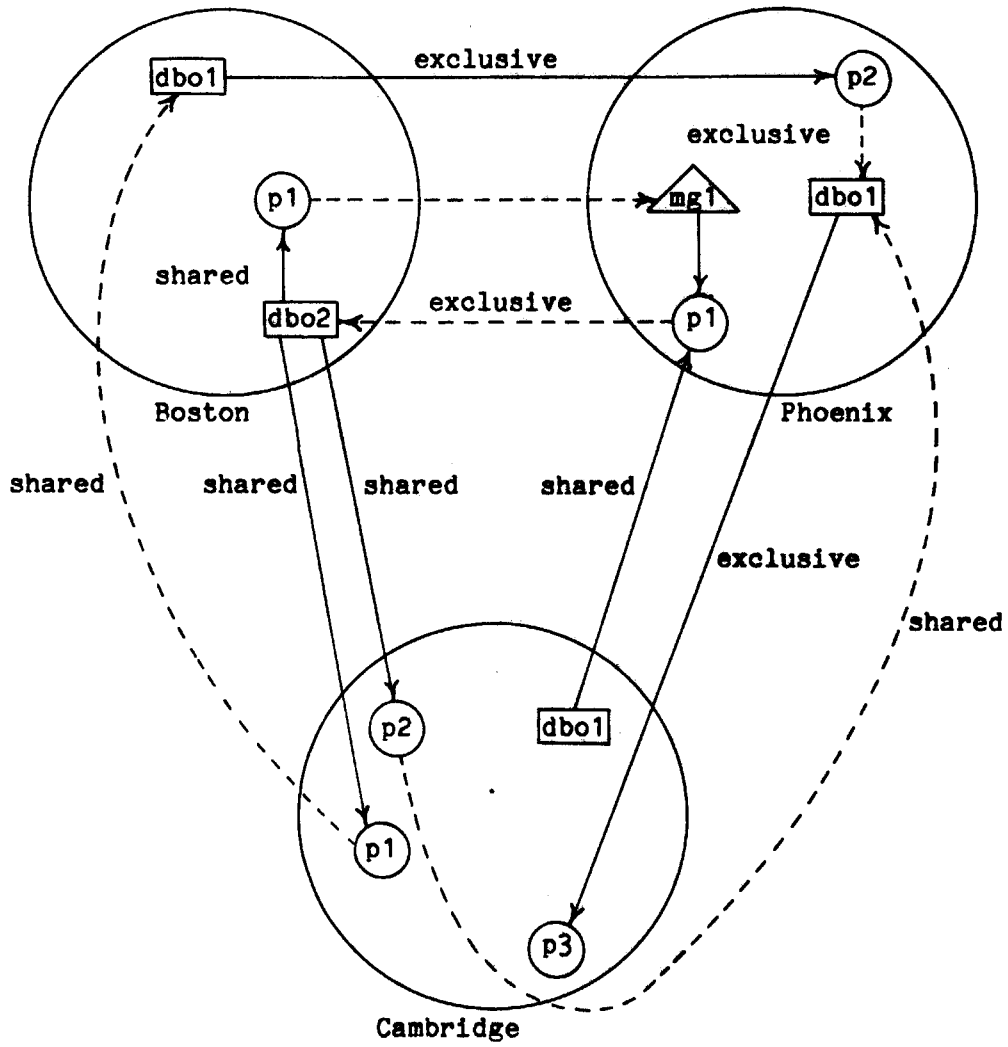 exclusive
dbo1
p2
exclusive
p1
mg1
dbo1
shared
exclusive
dbo2
p1
Boston
Phoenix
shared
shared
shared
shared
exclusive
shared
p2
dbo1
p1
p3
Cambridge